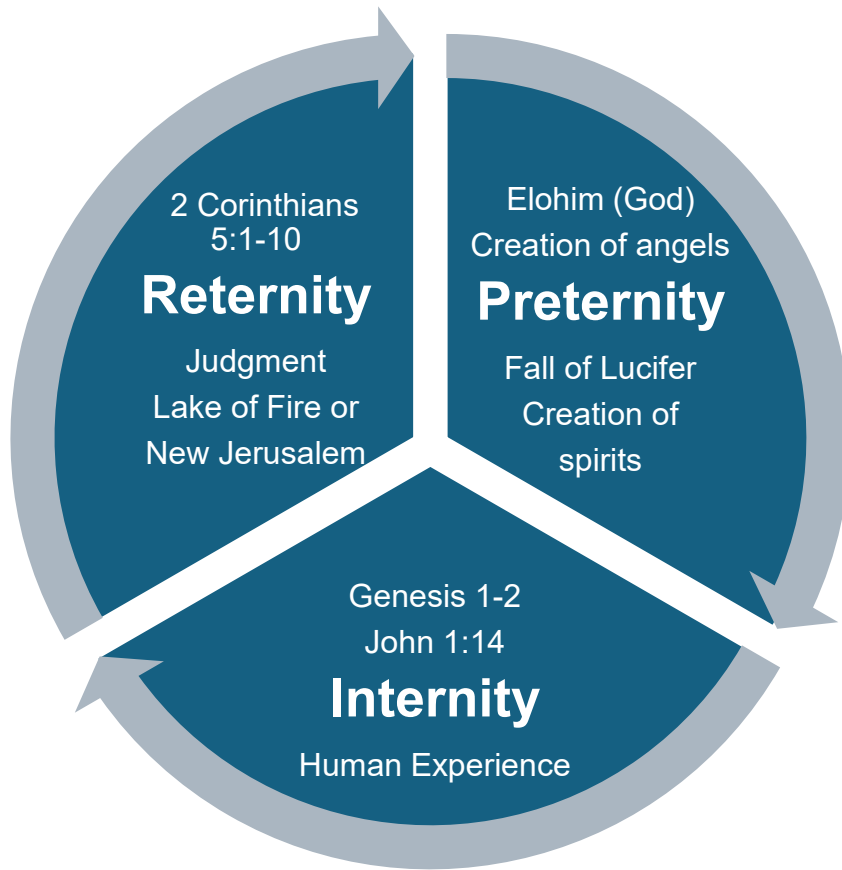 2 Corinthians
5:1-10
Reternity
Judgment
Lake of Fire or
New Jerusalem
Elohim (God)
Creation of angels
Preternity
Fall of Lucifer
Creation of
spirits
Genesis 1-2
John 1:14
Internity
Human Experience